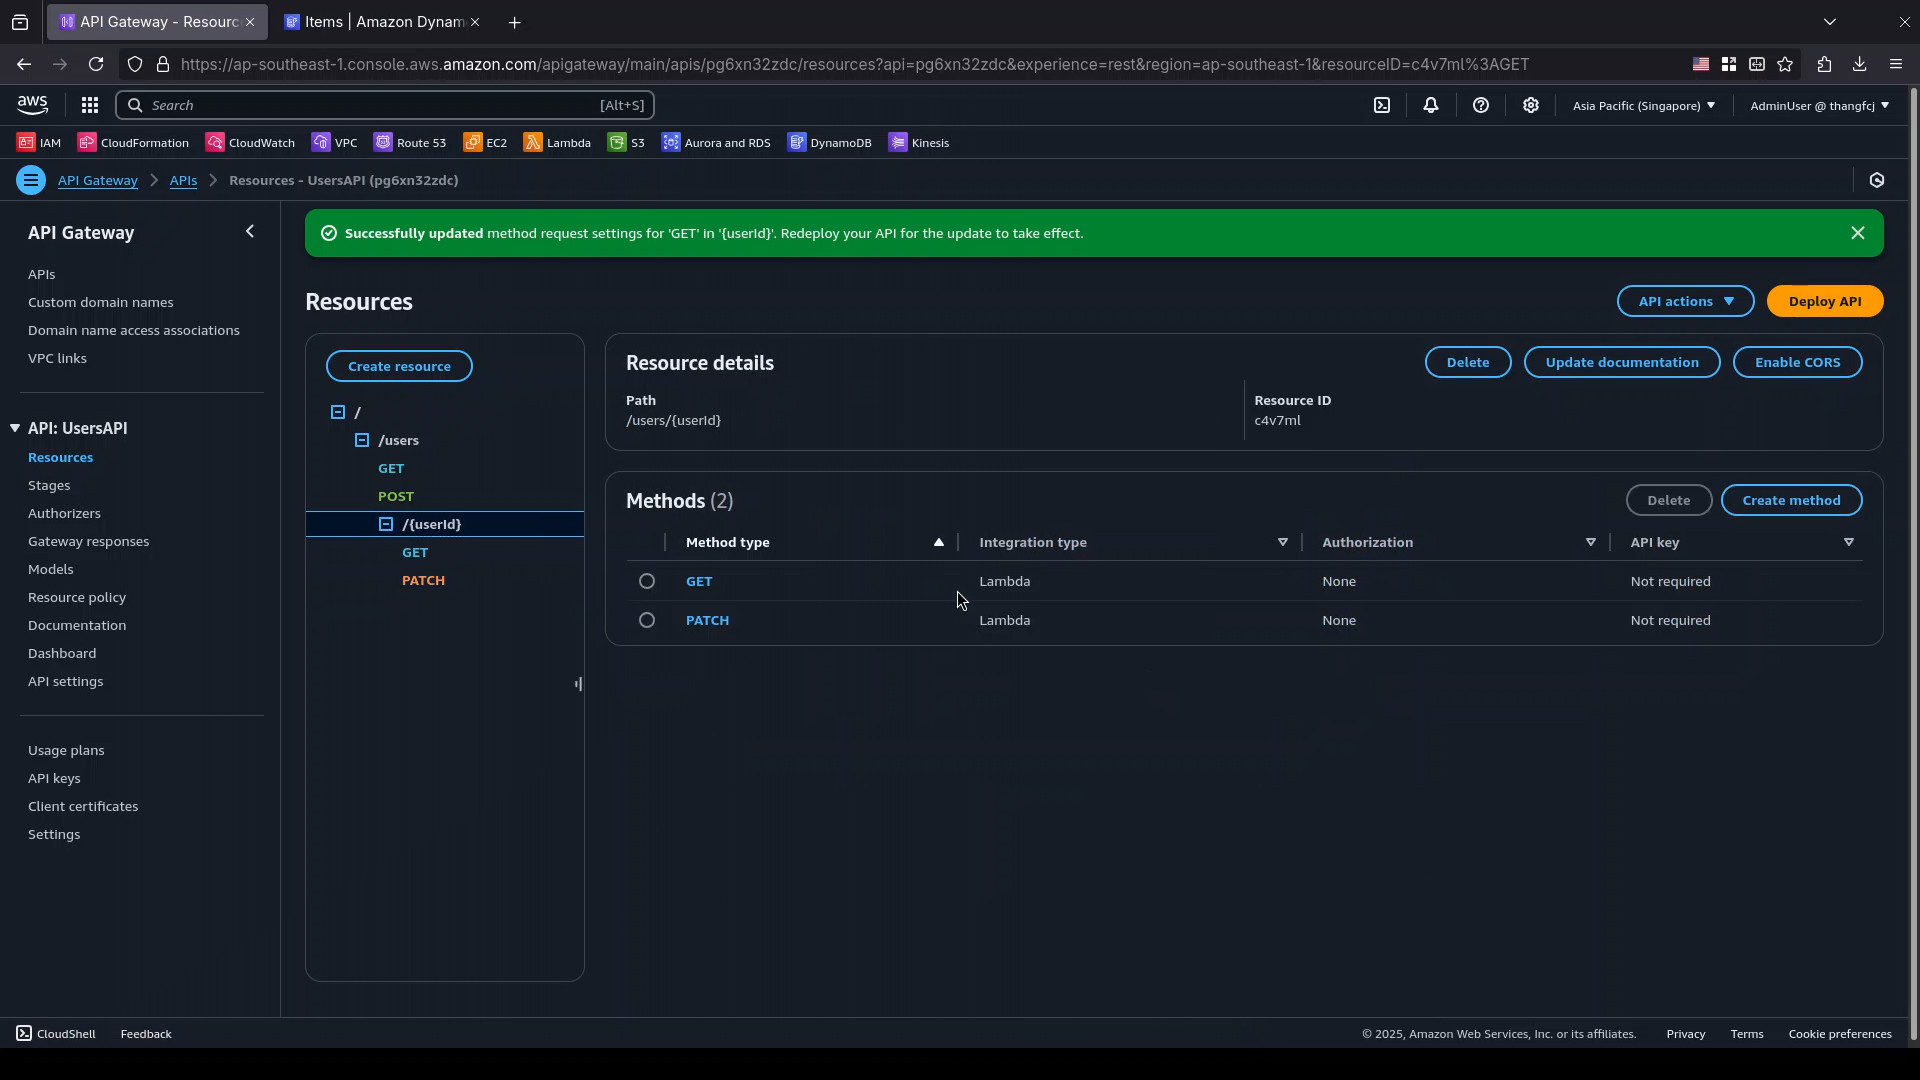 API Gateway - Resourc
Items | Amazon Dynam
https://ap-southeast-1.console.aws.amazon.com/apigateway/main/apis/pg6xn32zdc/resources?api=pg6xn32zdc&experience=rest&region=ap-southeast-1&resourceID=c4v7ml%3AGET
aws
Search
[Alt+S]
Asia Pacific (Singapore)
AdminUser @ thangfcj
IAM
CloudFormation
CloudWatch
VPC
Route 53
EC2
Lambda
S3
Aurora and RDS
DynamoDB
Kinesis
API Gateway
APIs
Resources - UsersAPI (pg6xn32zdc)
API Gateway
APIs
Custom domain names
Domain name access associations
VPC links
API: UsersAPI
Resources
Stages
Authorizers
Gateway responses
Models
Resource policy
Documentation
Dashboard
API settings
Usage plans
API keys
Client certificates
Settings
Successfully updated method request settings for 'GET' in '{userId}'. Redeploy your API for the update to take effect.
Resources
API actions
Deploy API
Create resource
/
/users
GET
POST
/{userId}
GET
PATCH
Resource details
Delete
Update documentation
Enable CORS
Path
/users/{userId}
Resource ID
c4v7ml
Methods (2)
Delete
Create method
Method type
Integration type
Authorization
API key
GET
Lambda
None
Not required
PATCH
Lambda
None
Not required
CloudShell
Feedback
© 2025, Amazon Web Services, Inc. or its affiliates.
Privacy
Terms
Cookie preferences